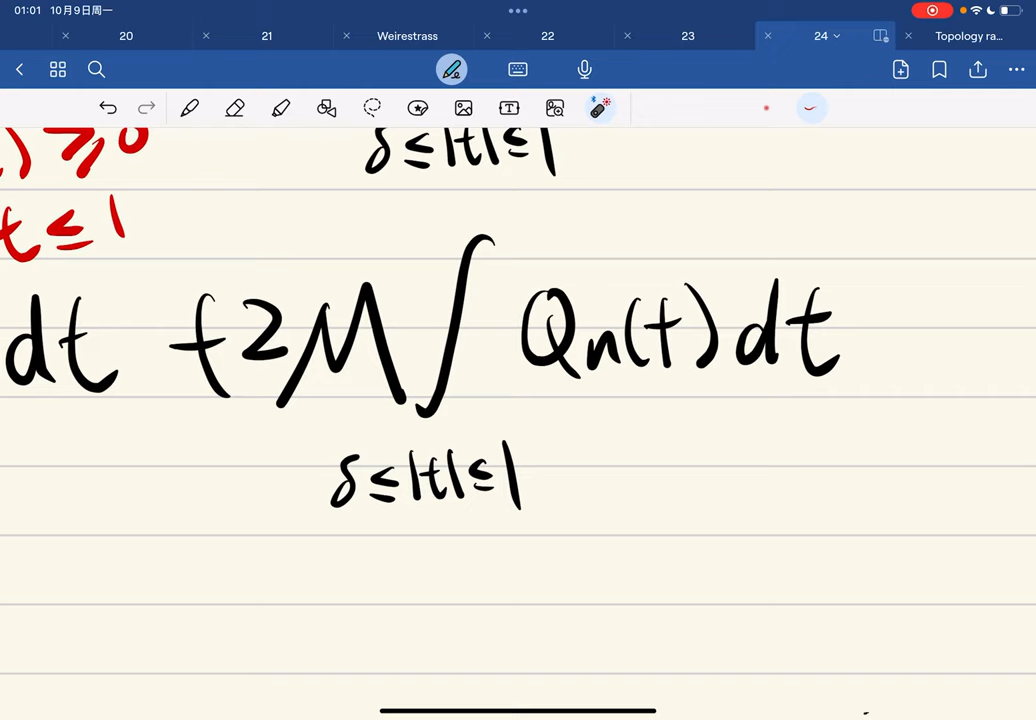 01:01 10月9日周一
20 21 Weirestrass 22 23 24 Topology ra...
) ≥ 0 δ ≤ |t| ≤ 1
t ≤ 1
dt +2M ∫ Qn(t) dt
δ ≤ |t| ≤ 1